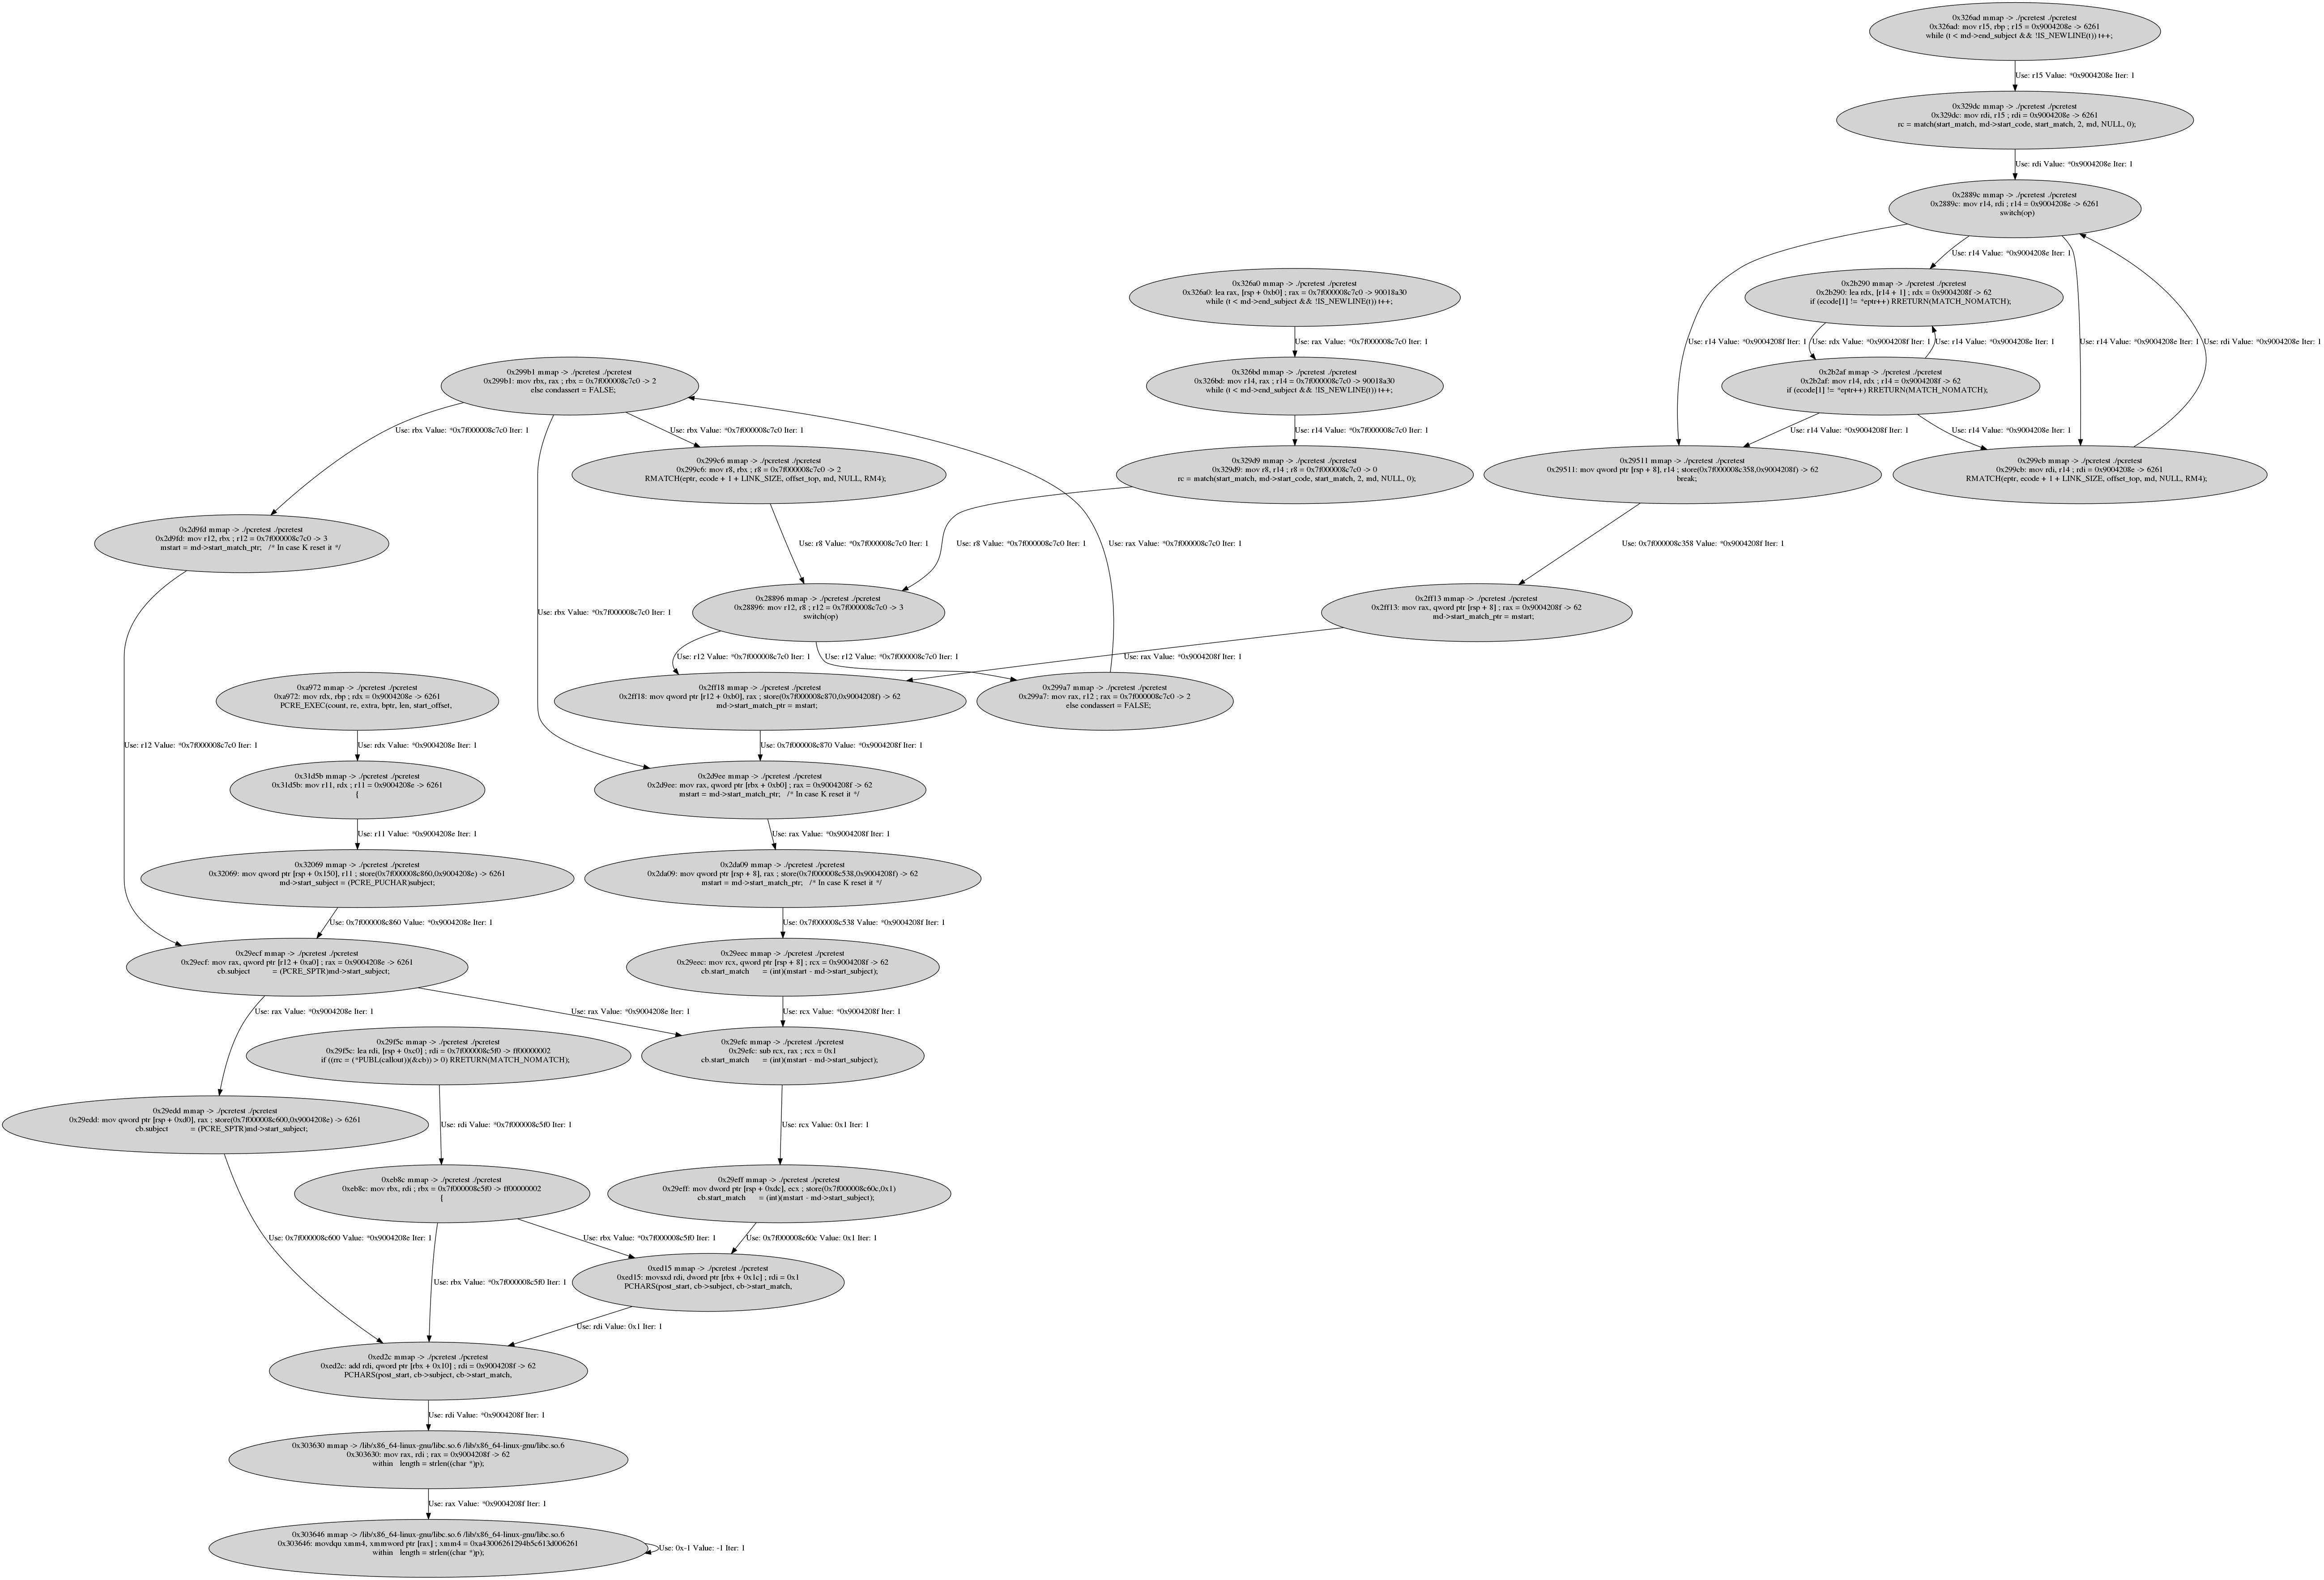 0x326ad mmap -> ./pcretest ./pcretest
0x326ad: mov r15, rbp ; r15 = 0x9004208e -> 6261
while (t < md->end_subject && !IS_NEWLINE(t)) t++;
Use: r15 Value: *0x9004208e Iter: 1
0x329dc mmap -> ./pcretest ./pcretest
0x329dc: mov rdi, r15 ; rdi = 0x9004208e -> 6261
rc = match(start_match, md->start_code, start_match, 2, md, NULL, 0);
Use: rdi Value: *0x9004208e Iter: 1
0x2889c mmap -> ./pcretest ./pcretest
0x2889c: mov r14, rdi ; r14 = 0x9004208e -> 6261
switch(op)
Use: r14 Value: *0x9004208e Iter: 1
0x326a0 mmap -> ./pcretest ./pcretest
0x326a0: lea rax, [rsp + 0xb0] ; rax = 0x7f000008c7c0 -> 90018a30
while (t < md->end_subject && !IS_NEWLINE(t)) t++;
0x2b290 mmap -> ./pcretest ./pcretest
0x2b290: lea rdx, [r14 + 1] ; rdx = 0x9004208f -> 62
if (ecode[1] != *eptr++) RRETURN(MATCH_NOMATCH);
Use: rax Value: *0x7f000008c7c0 Iter: 1
Use: r14 Value: *0x9004208f Iter: 1
Use: rdx Value: *0x9004208f Iter: 1
Use: r14 Value: *0x9004208e Iter: 1
Use: r14 Value: *0x9004208e Iter: 1
Use: rdi Value: *0x9004208e Iter: 1
0x299b1 mmap -> ./pcretest ./pcretest
0x299b1: mov rbx, rax ; rbx = 0x7f000008c7c0 -> 2
else condassert = FALSE;
0x326bd mmap -> ./pcretest ./pcretest
0x326bd: mov r14, rax ; r14 = 0x7f000008c7c0 -> 90018a30
while (t < md->end_subject && !IS_NEWLINE(t)) t++;
0x2b2af mmap -> ./pcretest ./pcretest
0x2b2af: mov r14, rdx ; r14 = 0x9004208f -> 62
if (ecode[1] != *eptr++) RRETURN(MATCH_NOMATCH);
Use: rbx Value: *0x7f000008c7c0 Iter: 1
Use: rbx Value: *0x7f000008c7c0 Iter: 1
Use: r14 Value: *0x7f000008c7c0 Iter: 1
Use: r14 Value: *0x9004208f Iter: 1
Use: r14 Value: *0x9004208e Iter: 1
0x299c6 mmap -> ./pcretest ./pcretest
0x299c6: mov r8, rbx ; r8 = 0x7f000008c7c0 -> 2
RMATCH(eptr, ecode + 1 + LINK_SIZE, offset_top, md, NULL, RM4);
0x329d9 mmap -> ./pcretest ./pcretest
0x329d9: mov r8, r14 ; r8 = 0x7f000008c7c0 -> 0
rc = match(start_match, md->start_code, start_match, 2, md, NULL, 0);
0x29511 mmap -> ./pcretest ./pcretest
0x29511: mov qword ptr [rsp + 8], r14 ; store(0x7f000008c358,0x9004208f) -> 62
break;
0x299cb mmap -> ./pcretest ./pcretest
0x299cb: mov rdi, r14 ; rdi = 0x9004208e -> 6261
RMATCH(eptr, ecode + 1 + LINK_SIZE, offset_top, md, NULL, RM4);
0x2d9fd mmap -> ./pcretest ./pcretest
0x2d9fd: mov r12, rbx ; r12 = 0x7f000008c7c0 -> 3
mstart = md->start_match_ptr;   /* In case K reset it */
Use: r8 Value: *0x7f000008c7c0 Iter: 1
Use: r8 Value: *0x7f000008c7c0 Iter: 1
Use: rax Value: *0x7f000008c7c0 Iter: 1
Use: 0x7f000008c358 Value: *0x9004208f Iter: 1
Use: rbx Value: *0x7f000008c7c0 Iter: 1
0x28896 mmap -> ./pcretest ./pcretest
0x28896: mov r12, r8 ; r12 = 0x7f000008c7c0 -> 3
switch(op)
0x2ff13 mmap -> ./pcretest ./pcretest
0x2ff13: mov rax, qword ptr [rsp + 8] ; rax = 0x9004208f -> 62
md->start_match_ptr = mstart;
Use: r12 Value: *0x7f000008c7c0 Iter: 1
Use: r12 Value: *0x7f000008c7c0 Iter: 1
Use: rax Value: *0x9004208f Iter: 1
0xa972 mmap -> ./pcretest ./pcretest
0xa972: mov rdx, rbp ; rdx = 0x9004208e -> 6261
PCRE_EXEC(count, re, extra, bptr, len, start_offset,
0x2ff18 mmap -> ./pcretest ./pcretest
0x2ff18: mov qword ptr [r12 + 0xb0], rax ; store(0x7f000008c870,0x9004208f) -> 62
md->start_match_ptr = mstart;
0x299a7 mmap -> ./pcretest ./pcretest
0x299a7: mov rax, r12 ; rax = 0x7f000008c7c0 -> 2
else condassert = FALSE;
Use: r12 Value: *0x7f000008c7c0 Iter: 1
Use: rdx Value: *0x9004208e Iter: 1
Use: 0x7f000008c870 Value: *0x9004208f Iter: 1
0x31d5b mmap -> ./pcretest ./pcretest
0x31d5b: mov r11, rdx ; r11 = 0x9004208e -> 6261
{
0x2d9ee mmap -> ./pcretest ./pcretest
0x2d9ee: mov rax, qword ptr [rbx + 0xb0] ; rax = 0x9004208f -> 62
mstart = md->start_match_ptr;   /* In case K reset it */
Use: r11 Value: *0x9004208e Iter: 1
Use: rax Value: *0x9004208f Iter: 1
0x32069 mmap -> ./pcretest ./pcretest
0x32069: mov qword ptr [rsp + 0x150], r11 ; store(0x7f000008c860,0x9004208e) -> 6261
md->start_subject = (PCRE_PUCHAR)subject;
0x2da09 mmap -> ./pcretest ./pcretest
0x2da09: mov qword ptr [rsp + 8], rax ; store(0x7f000008c538,0x9004208f) -> 62
mstart = md->start_match_ptr;   /* In case K reset it */
Use: 0x7f000008c860 Value: *0x9004208e Iter: 1
Use: 0x7f000008c538 Value: *0x9004208f Iter: 1
0x29ecf mmap -> ./pcretest ./pcretest
0x29ecf: mov rax, qword ptr [r12 + 0xa0] ; rax = 0x9004208e -> 6261
cb.subject          = (PCRE_SPTR)md->start_subject;
0x29eec mmap -> ./pcretest ./pcretest
0x29eec: mov rcx, qword ptr [rsp + 8] ; rcx = 0x9004208f -> 62
cb.start_match      = (int)(mstart - md->start_subject);
Use: rax Value: *0x9004208e Iter: 1
Use: rax Value: *0x9004208e Iter: 1
Use: rcx Value: *0x9004208f Iter: 1
0x29f5c mmap -> ./pcretest ./pcretest
0x29f5c: lea rdi, [rsp + 0xc0] ; rdi = 0x7f000008c5f0 -> ff00000002
if ((rrc = (*PUBL(callout))(&cb)) > 0) RRETURN(MATCH_NOMATCH);
0x29efc mmap -> ./pcretest ./pcretest
0x29efc: sub rcx, rax ; rcx = 0x1
cb.start_match      = (int)(mstart - md->start_subject);
0x29edd mmap -> ./pcretest ./pcretest
0x29edd: mov qword ptr [rsp + 0xd0], rax ; store(0x7f000008c600,0x9004208e) -> 6261
cb.subject          = (PCRE_SPTR)md->start_subject;
Use: rdi Value: *0x7f000008c5f0 Iter: 1
Use: rcx Value: 0x1 Iter: 1
0xeb8c mmap -> ./pcretest ./pcretest
0xeb8c: mov rbx, rdi ; rbx = 0x7f000008c5f0 -> ff00000002
{
0x29eff mmap -> ./pcretest ./pcretest
0x29eff: mov dword ptr [rsp + 0xdc], ecx ; store(0x7f000008c60c,0x1)
cb.start_match      = (int)(mstart - md->start_subject);
Use: 0x7f000008c600 Value: *0x9004208e Iter: 1
Use: rbx Value: *0x7f000008c5f0 Iter: 1
Use: 0x7f000008c60c Value: 0x1 Iter: 1
Use: rbx Value: *0x7f000008c5f0 Iter: 1
0xed15 mmap -> ./pcretest ./pcretest
0xed15: movsxd rdi, dword ptr [rbx + 0x1c] ; rdi = 0x1
PCHARS(post_start, cb->subject, cb->start_match,
Use: rdi Value: 0x1 Iter: 1
0xed2c mmap -> ./pcretest ./pcretest
0xed2c: add rdi, qword ptr [rbx + 0x10] ; rdi = 0x9004208f -> 62
PCHARS(post_start, cb->subject, cb->start_match,
Use: rdi Value: *0x9004208f Iter: 1
0x303630 mmap -> /lib/x86_64-linux-gnu/libc.so.6 /lib/x86_64-linux-gnu/libc.so.6
0x303630: mov rax, rdi ; rax = 0x9004208f -> 62
within   length = strlen((char *)p);
Use: rax Value: *0x9004208f Iter: 1
0x303646 mmap -> /lib/x86_64-linux-gnu/libc.so.6 /lib/x86_64-linux-gnu/libc.so.6
0x303646: movdqu xmm4, xmmword ptr [rax] ; xmm4 = 0xa43006261294b5c613d006261
within   length = strlen((char *)p);
Use: 0x-1 Value: -1 Iter: 1